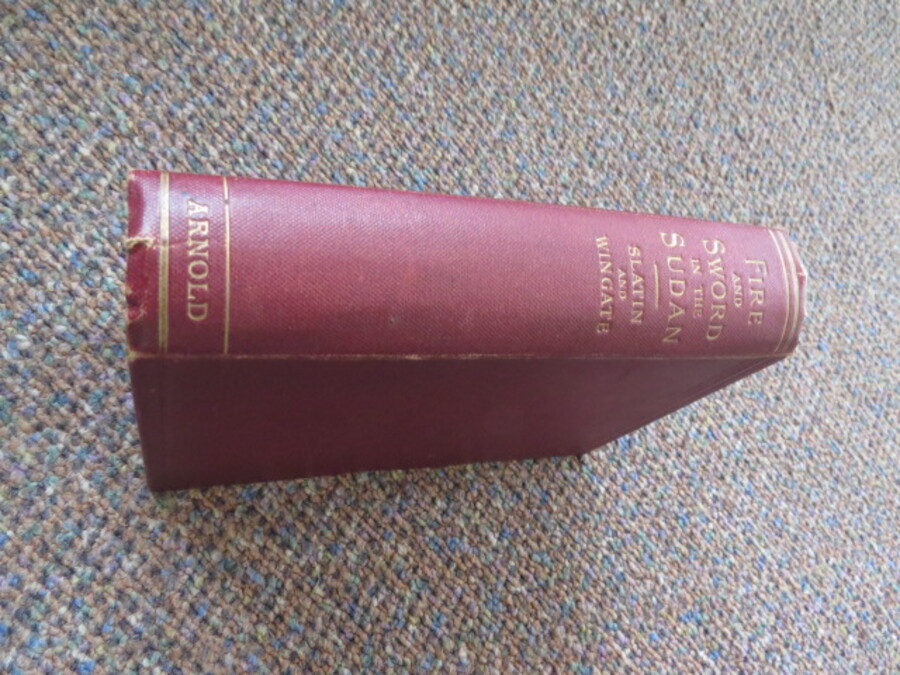 FIRE
AND
SWORD
IN THE
SUDAN
SLATIN
AND
WINGATE
ARNOLD